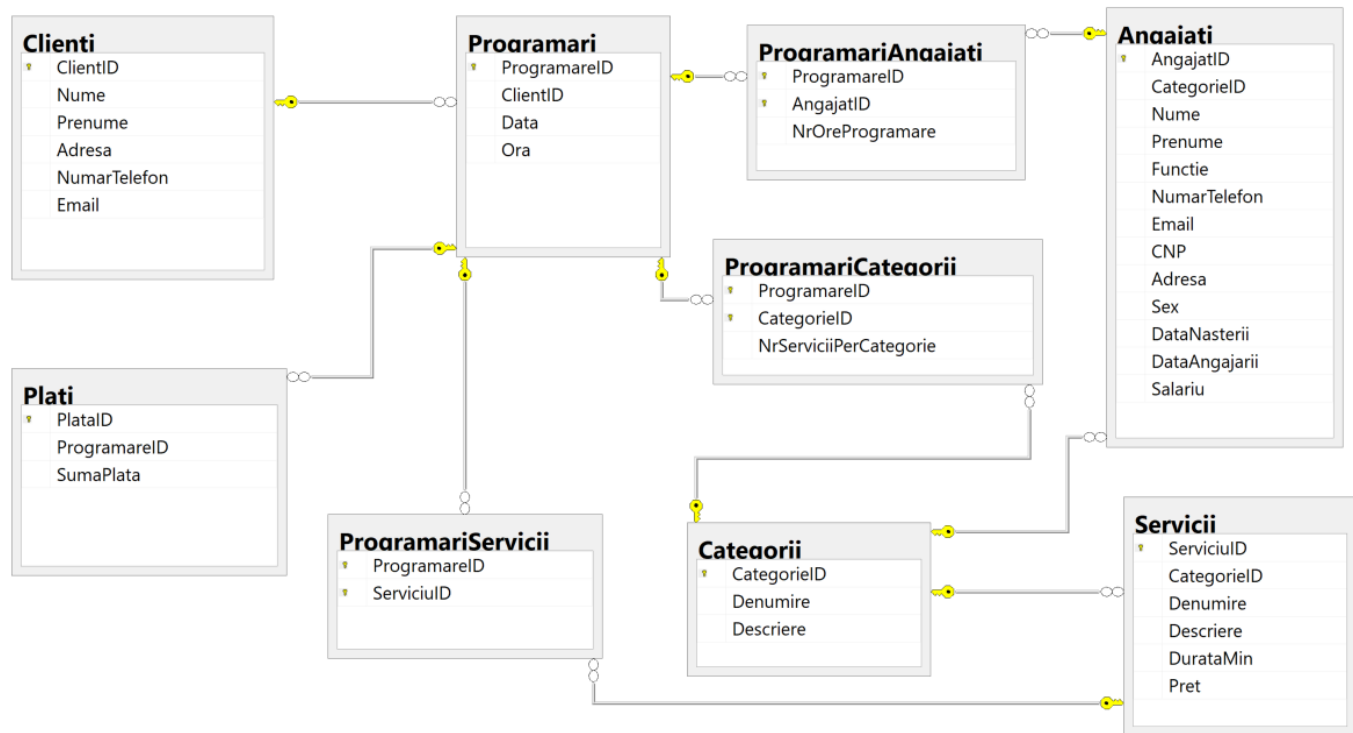 Clienti
ClientID
Nume
Prenume
Adresa
NumarTelefon
Email
Programari
ProgramareID
ClientID
Data
Ora
ProgramariAngajati
ProgramareID
AngajatID
NrOreProgramare
Angajati
AngajatID
CategorieID
Nume
Prenume
Functie
NumarTelefon
Email
CNP
Adresa
Sex
DataNasterii
DataAngajarii
Salariu
ProgramariCategorii
ProgramareID
CategorieID
NrServiciiPerCategorie
Plati
PlataID
ProgramareID
SumaPlata
ProgramariServicii
ProgramareID
ServiciuID
Categorii
CategorieID
Denumire
Descriere
Servicii
ServiciuID
CategorieID
Denumire
Descriere
DurataMin
Pret